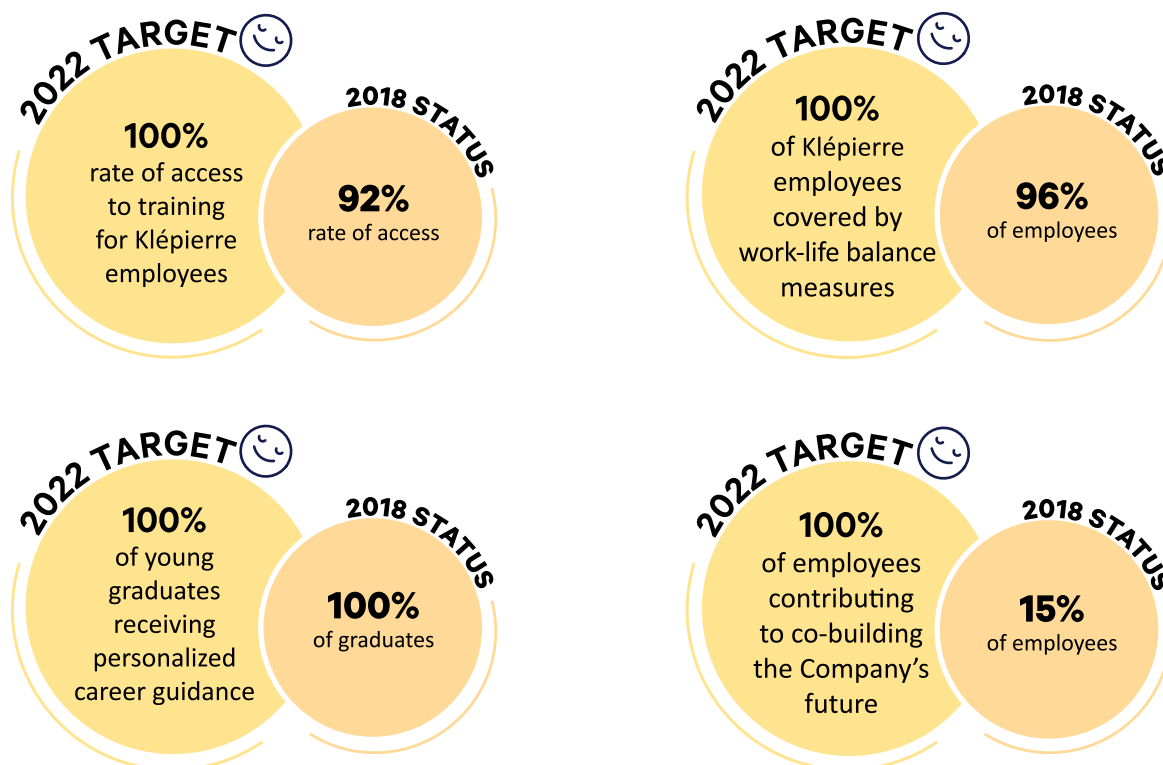 2022 TARGET
100%
rate of access
to training
for Klépierre
employees
2018 STATUS
92%
rate of access
2022 TARGET
100%
of Klépierre
employees
covered by
work-life balance
measures
2018 STATUS
96%
of employees
2022 TARGET
100%
of young
graduates
receiving
personalized
career guidance
2018 STATUS
100%
of graduates
2022 TARGET
100%
of employees
contributing
to co-building
the Company's
future
2018 STATUS
15%
of employees